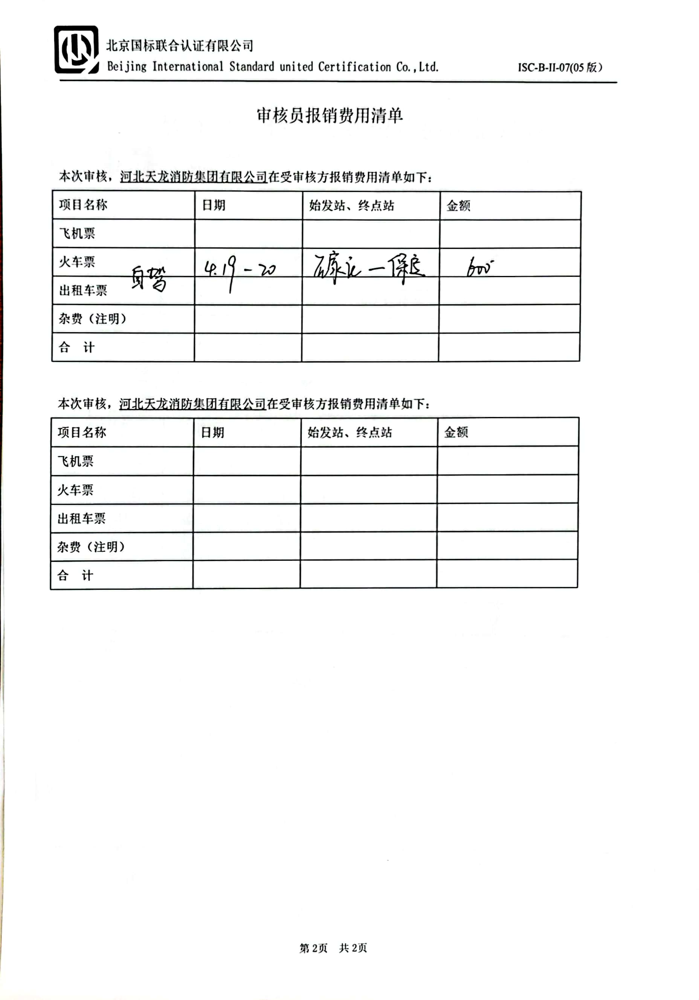 北京国标联合认证有限公司
Beijing International Standard united Certification Co.,Ltd.
ISC-B-II-07(05版)
审核员报销费用清单
本次审核，河北天龙消防集团有限公司在受审核方报销费用清单如下：
项目名称 日期 始发站、终点站 金额
飞机票
火车票
自驾 4.19-20 石家庄—保定 600
出租车票
杂费（注明）
合 计
本次审核，河北天龙消防集团有限公司在受审核方报销费用清单如下：
项目名称 日期 始发站、终点站 金额
飞机票
火车票
出租车票
杂费（注明）
合 计
第2页 共2页